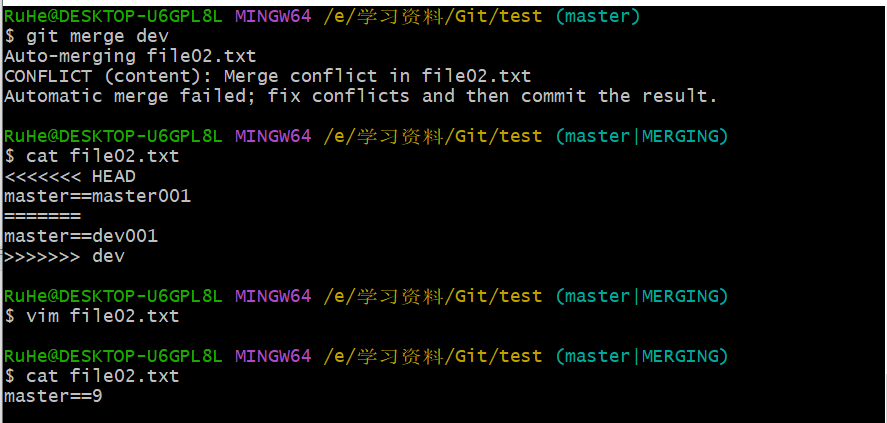 RuHe@DESKTOP-U6GPL8L MINGW64 /e/学习资料/Git/test (master)
$ git merge dev
Auto-merging file02.txt
CONFLICT (content): Merge conflict in file02.txt
Automatic merge failed; fix conflicts and then commit the result.
RuHe@DESKTOP-U6GPL8L MINGW64 /e/学习资料/Git/test (master|MERGING)
$ cat file02.txt
<<<<<<< HEAD
master==master001
=======
master==dev001
>>>>>>> dev
RuHe@DESKTOP-U6GPL8L MINGW64 /e/学习资料/Git/test (master|MERGING)
$ vim file02.txt
RuHe@DESKTOP-U6GPL8L MINGW64 /e/学习资料/Git/test (master|MERGING)
$ cat file02.txt
master==9